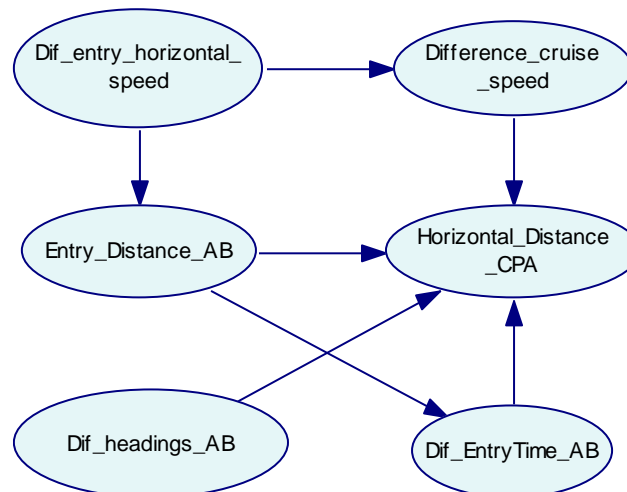 Dif_entry_horizontal_
speed
Difference_cruise
_speed
Entry_Distance_AB
Horizontal_Distance
_CPA
Dif_headings_AB
Dif_EntryTime_AB